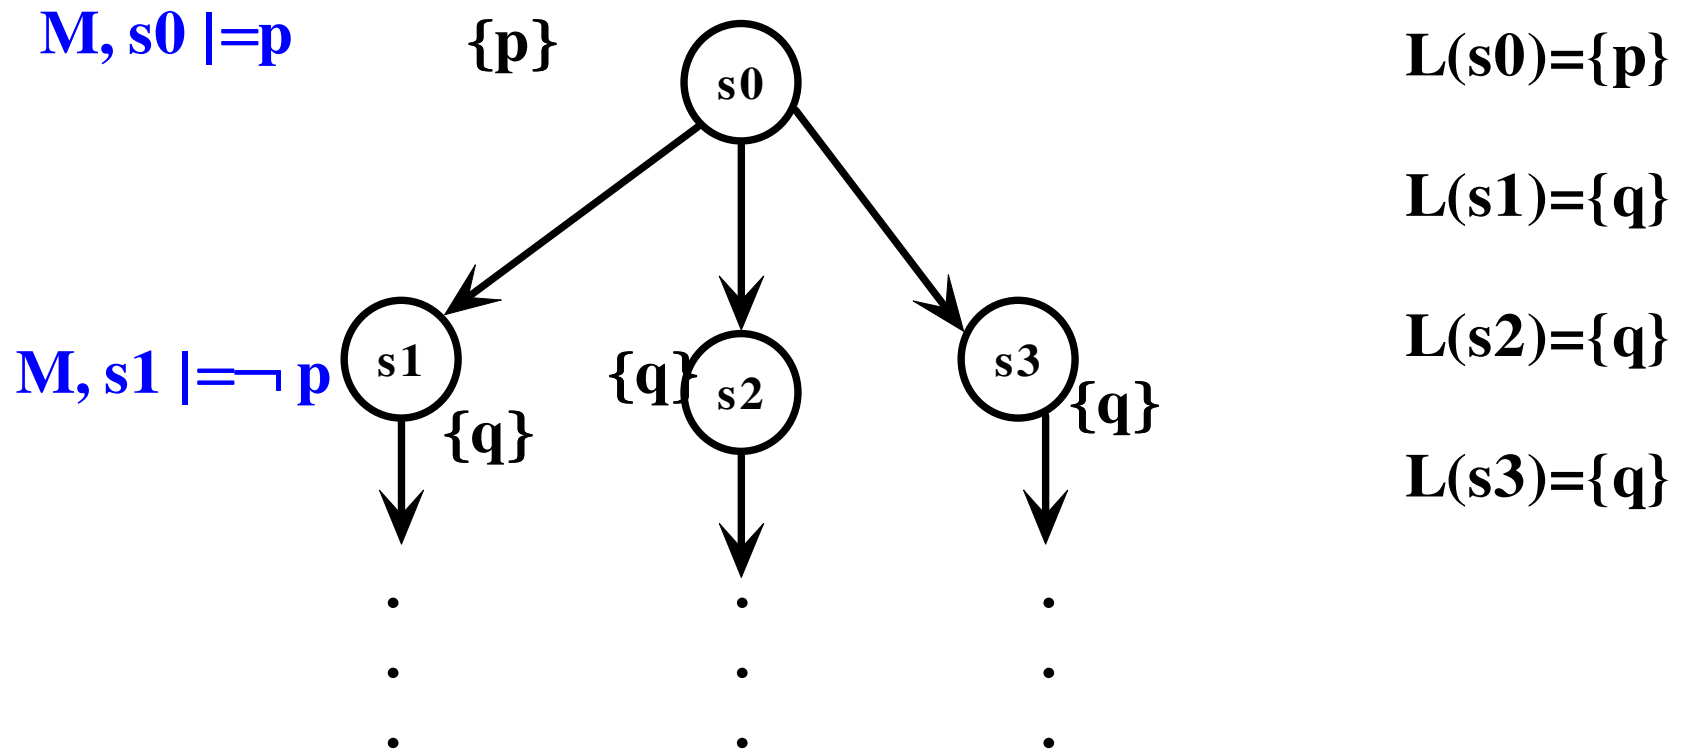 M, s0 |=p
{p}
s0
L(s0)={p}
L(s1)={q}
s1
s2
s3
M, s1 |=¬ p
{q}
{q}
{q}
L(s2)={q}
L(s3)={q}